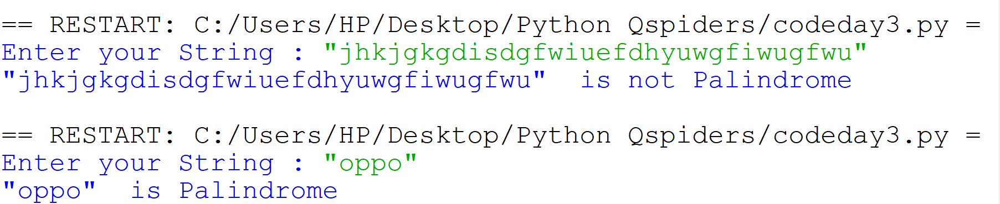 == RESTART: C:/Users/HP/Desktop/Python Qspiders/codeday3.py =
Enter your String : "jhkjgkgdisdgfwiuefdhyuwgfiwugfwu"
"jhkjgkgdisdgfwiuefdhyuwgfiwugfwu"  is not Palindrome
== RESTART: C:/Users/HP/Desktop/Python Qspiders/codeday3.py =
Enter your String : "oppo"
"oppo"  is Palindrome